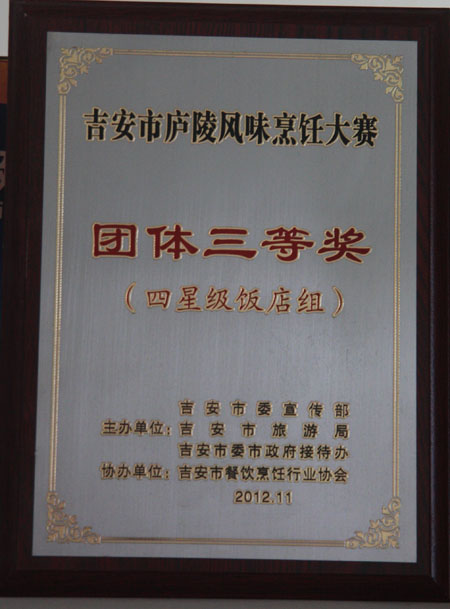 吉安市庐陵风味烹饪大赛
团体三等奖
（四星级饭店组）
吉安市委宣传部
主办单位：吉安市旅游局
吉安市委市政府接待办
协办单位：吉安市餐饮烹饪行业协会
2012.11